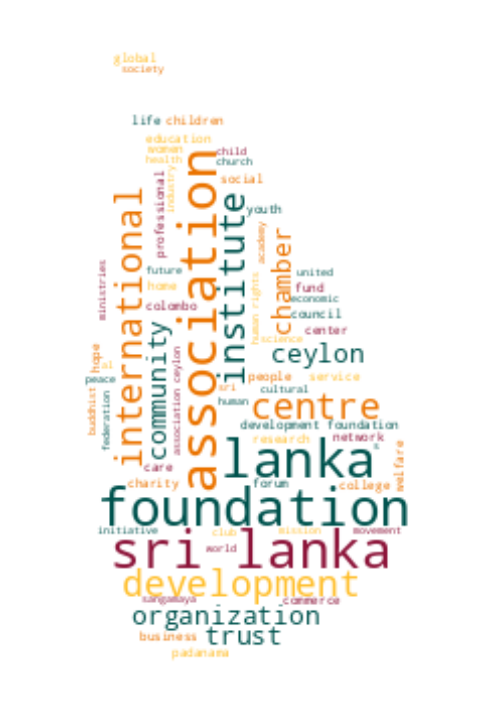 global
society
life children
education
women
child
health
church
industry
professional
association
social
institute
international
youth
academy
chamber
ministries
future
united
human rights
home
fund
economic
colombo
council
community
center
science
ceylon
association ceylon
hope
al
people
service
peace
buddhist
sri
cultural
federation
human
centre
development foundation
research
network
lanka
s
welfare
care
charity
forum
college
foundation
initiative
club
mission
movement
sri lanka
world
development
sangamaya
commerce
organization
business
trust
padanama